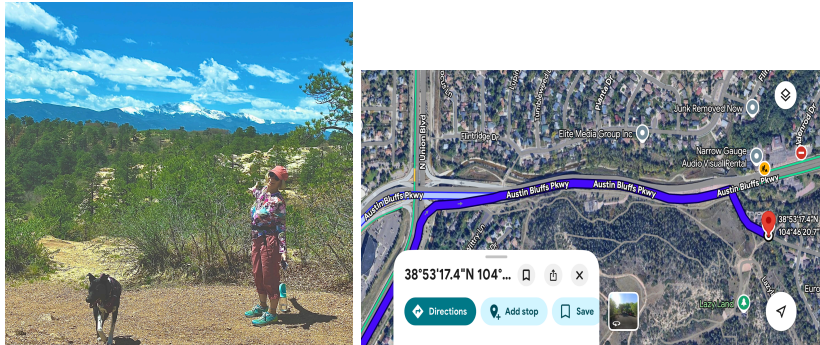 N Union Blvd
Flintridge Dr
Elite Media Group Inc
Junk Removed Now
Narrow Gauge
Audio Visual Rental
Austin Bluffs Pkwy
Austin Bluffs Pkwy
Austin Bluffs Pkwy
Austin Bluffs Pkwy
38°53'17.4"N
104°46'20.7"
Lazy Land
38°53'17.4"N 104°...
Directions
Add stop
Save